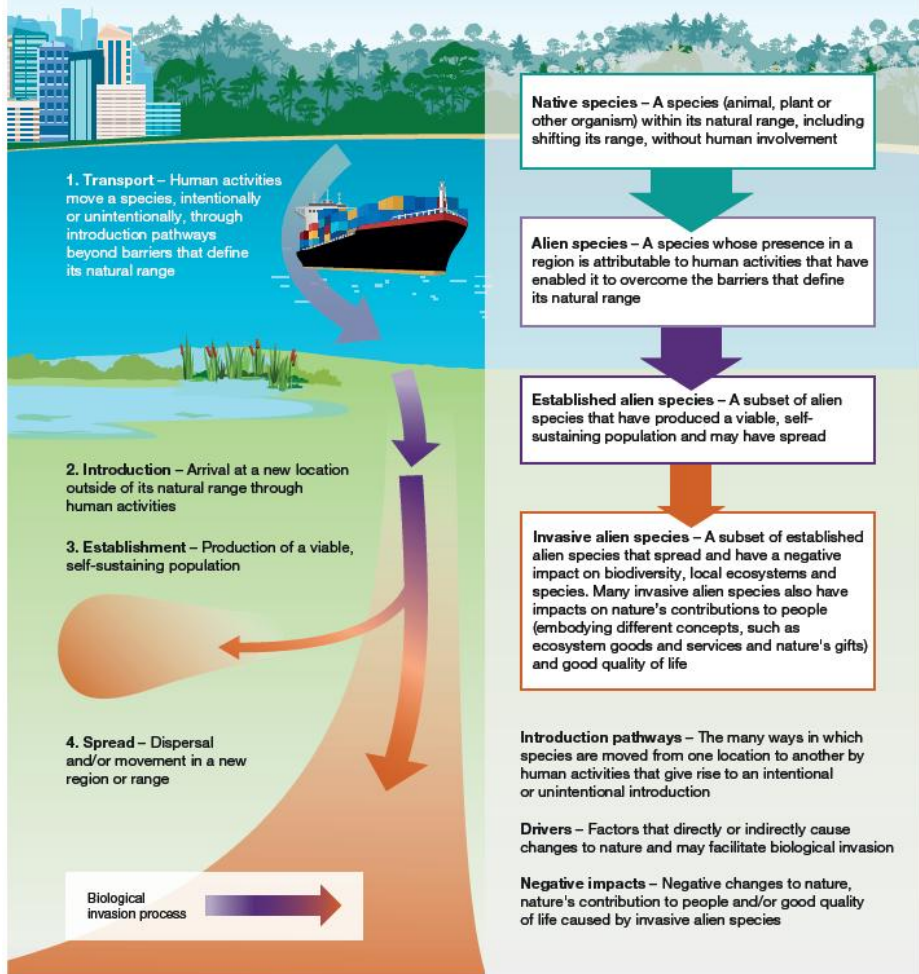 1. Transport – Human activities
move a species, intentionally
or unintentionally, through
introduction pathways
beyond barriers that define
its natural range
2. Introduction – Arrival at a new location
outside of its natural range through
human activities
3. Establishment – Production of a viable,
self-sustaining population
4. Spread – Dispersal
and/or movement in a new
region or range
Biological
invasion process
Native species – A species (animal, plant or
other organism) within its natural range, including
shifting its range, without human involvement
Alien species – A species whose presence in a
region is attributable to human activities that have
enabled it to overcome the barriers that define
its natural range
Established alien species – A subset of alien
species that have produced a viable, self-
sustaining population and may have spread
Invasive alien species – A subset of established
alien species that spread and have a negative
impact on biodiversity, local ecosystems and
species. Many invasive alien species also have
impacts on nature's contributions to people
(embodying different concepts, such as
ecosystem goods and services and nature's gifts)
and good quality of life
Introduction pathways – The many ways in which
species are moved from one location to another by
human activities that give rise to an intentional
or unintentional introduction
Drivers – Factors that directly or indirectly cause
changes to nature and may facilitate biological invasion
Negative impacts – Negative changes to nature,
nature's contribution to people and/or good quality
of life caused by invasive alien species